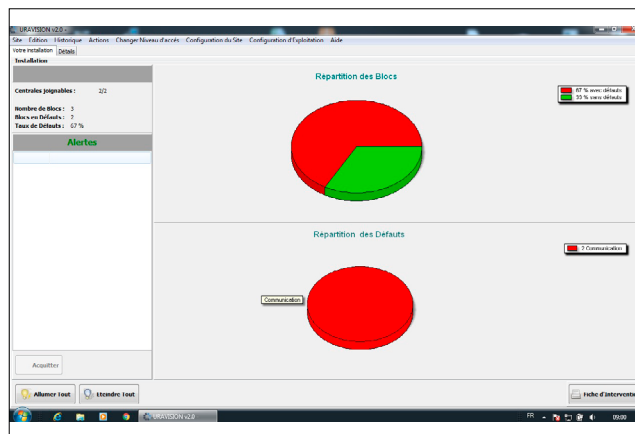 URAVISION v2.0 -
Site Edition Historique Actions Changer Niveau d'accés Configuration du Site Configuration d'Exploitation Aide
Votre installation Détails
Installation
Centrales Joignables : 2/2
Nombre de Blocs : 3
Blocs en Défauts : 2
Taux de Défauts : 67 %
Alertes
Acquitter
Répartition des Blocs
67 % avec défauts
33 % sans défauts
Répartition des Défauts
2 Communication
Communication
Allumer Tout Eteindre Tout Fiche d'Interventi
URAVISION v2.0 FR 09:00